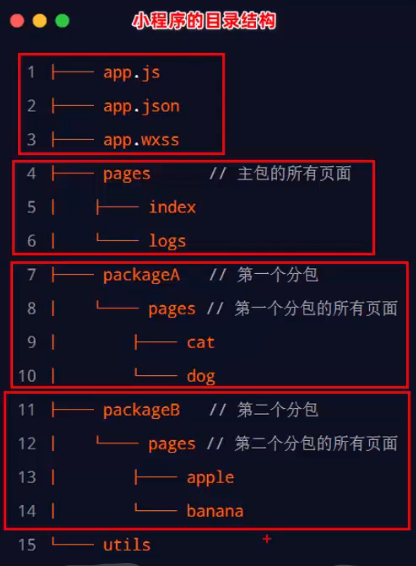 小程序的目录结构
1 ├── app.js
2 ├── app.json
3 ├── app.wxss
4 ├── pages // 主包的所有页面
5 │ ├── index
6 │ └── logs
7 ├── packageA // 第一个分包
8 │ └── pages // 第一个分包的所有页面
9 │ ├── cat
10 │ └── dog
11 ├── packageB // 第二个分包
12 │ └── pages // 第二个分包的所有页面
13 │ ├── apple
14 │ └── banana
15 └── utils